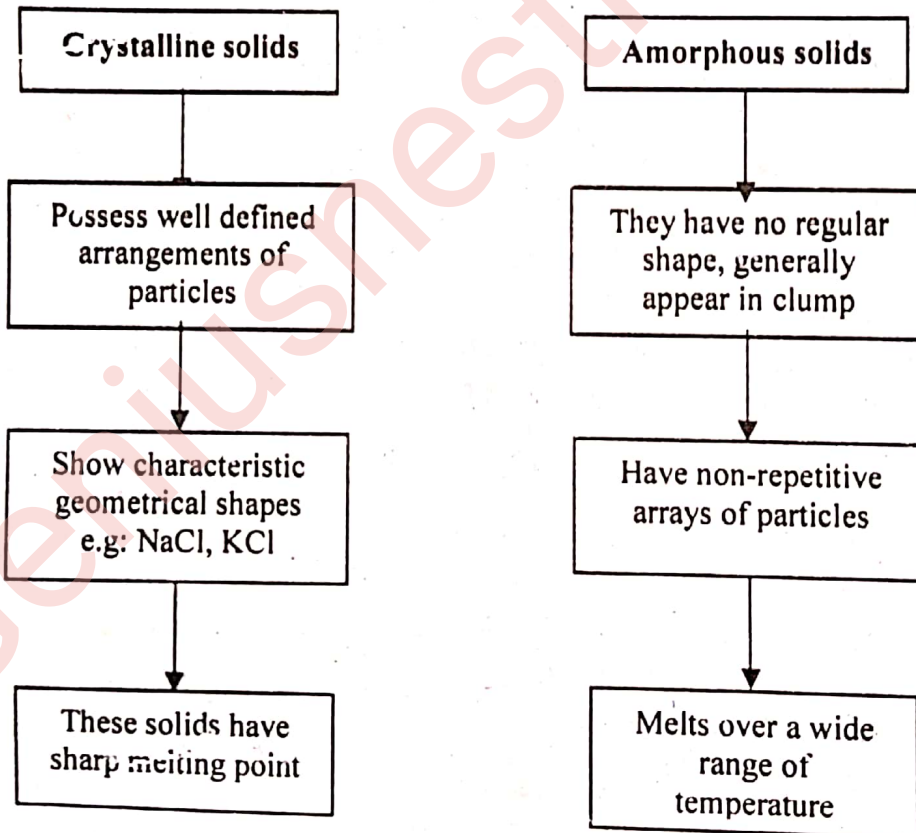 Crystalline solids
Possess well defined
arrangements of
particles
Show characteristic
geometrical shapes
e.g: NaCl, KCl
These solids have
sharp melting point
Amorphous solids
They have no regular
shape, generally
appear in clump
Have non-repetitive
arrays of particles
Melts over a wide
range of
temperature